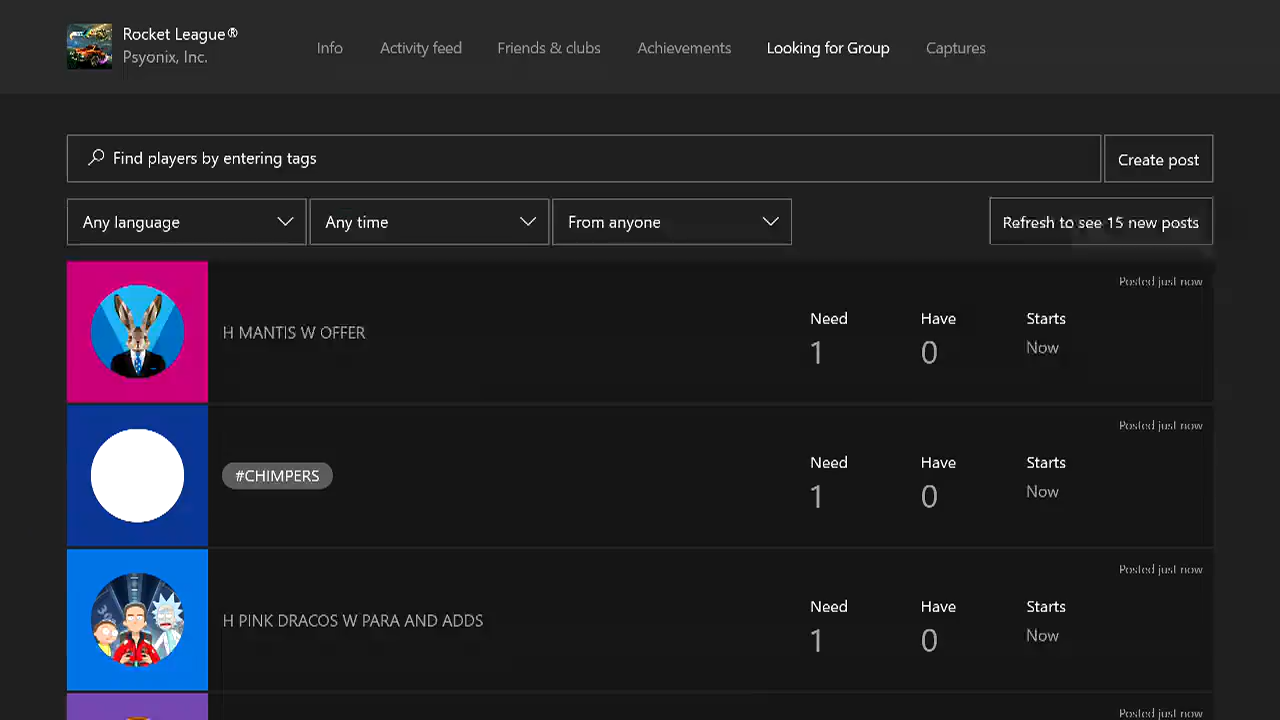 Rocket League®
Psyonix, Inc.
Info
Activity feed
Friends & clubs
Achievements
Looking for Group
Captures
Find players by entering tags
Create post
Any language
Any time
From anyone
Refresh to see 15 new posts
Posted just now
H MANTIS W OFFER
Need
Have
Starts
1
0
Now
Posted just now
#CHIMPERS
Need
Have
Starts
1
0
Now
Posted just now
H PINK DRACOS W PARA AND ADDS
Need
Have
Starts
1
0
Now
Posted just now